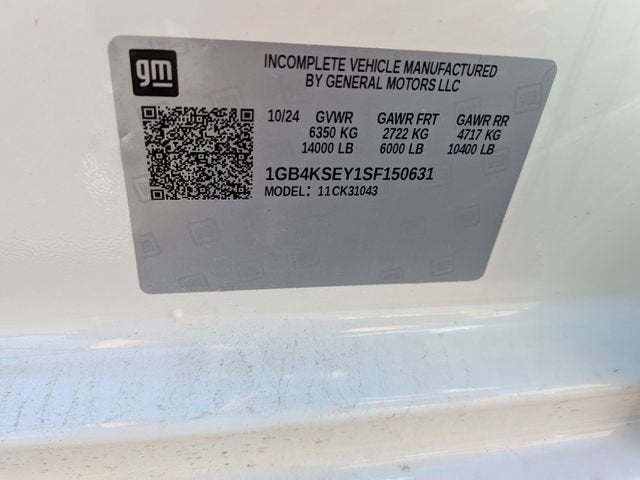 gm
INCOMPLETE VEHICLE MANUFACTURED
BY GENERAL MOTORS LLC
10/24 GVWR GAWR FRT GAWR RR
6350 KG 2722 KG 4717 KG
14000 LB 6000 LB 10400 LB
1GB4KSEY1SF150631
MODEL: 11CK31043